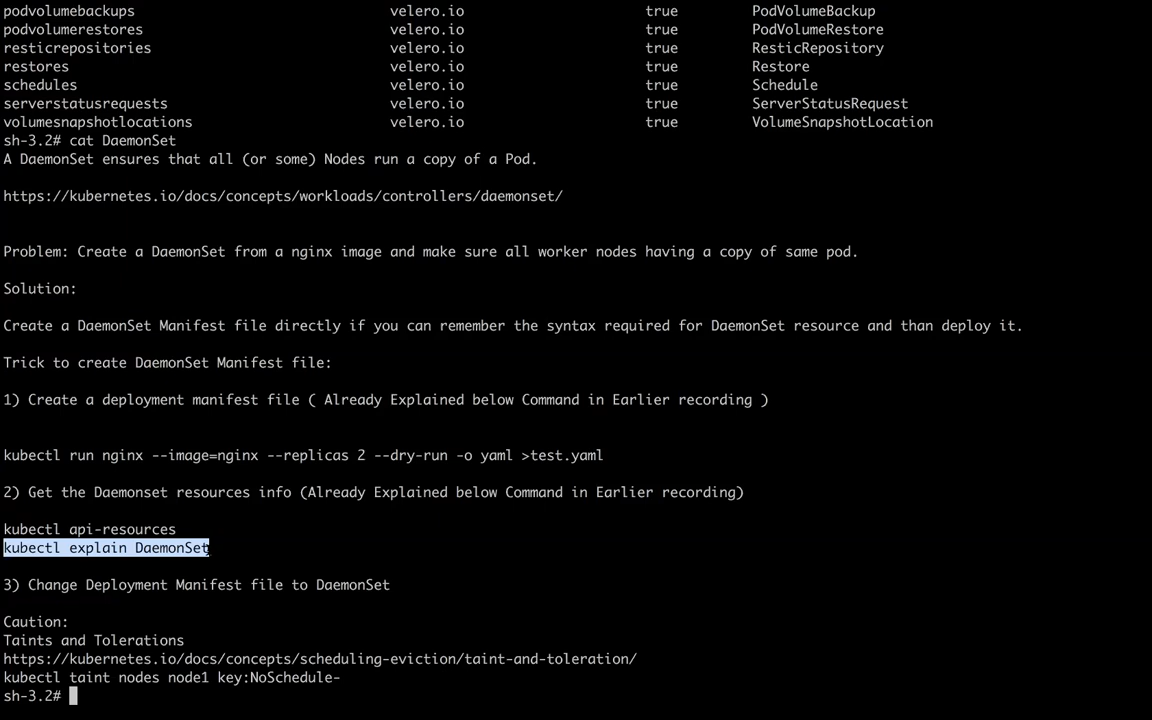 podvolumebackups velero.io true PodVolumeBackup
podvolumerestores velero.io true PodVolumeRestore
resticrepositories velero.io true ResticRepository
restores velero.io true Restore
schedules velero.io true Schedule
serverstatusrequests velero.io true ServerStatusRequest
volumesnapshotlocations velero.io true VolumeSnapshotLocation
sh-3.2# cat DaemonSet
A DaemonSet ensures that all (or some) Nodes run a copy of a Pod.
https://kubernetes.io/docs/concepts/workloads/controllers/daemonset/
Problem: Create a DaemonSet from a nginx image and make sure all worker nodes having a copy of same pod.
Solution:
Create a DaemonSet Manifest file directly if you can remember the syntax required for DaemonSet resource and than deploy it.
Trick to create DaemonSet Manifest file:
1) Create a deployment manifest file ( Already Explained below Command in Earlier recording )
kubectl run nginx --image=nginx --replicas 2 --dry-run -o yaml >test.yaml
2) Get the Daemonset resources info (Already Explained below Command in Earlier recording)
kubectl api-resources
kubectl explain DaemonSet
3) Change Deployment Manifest file to DaemonSet
Caution:
Taints and Tolerations
https://kubernetes.io/docs/concepts/scheduling-eviction/taint-and-toleration/
kubectl taint nodes node1 key:NoSchedule-
sh-3.2#